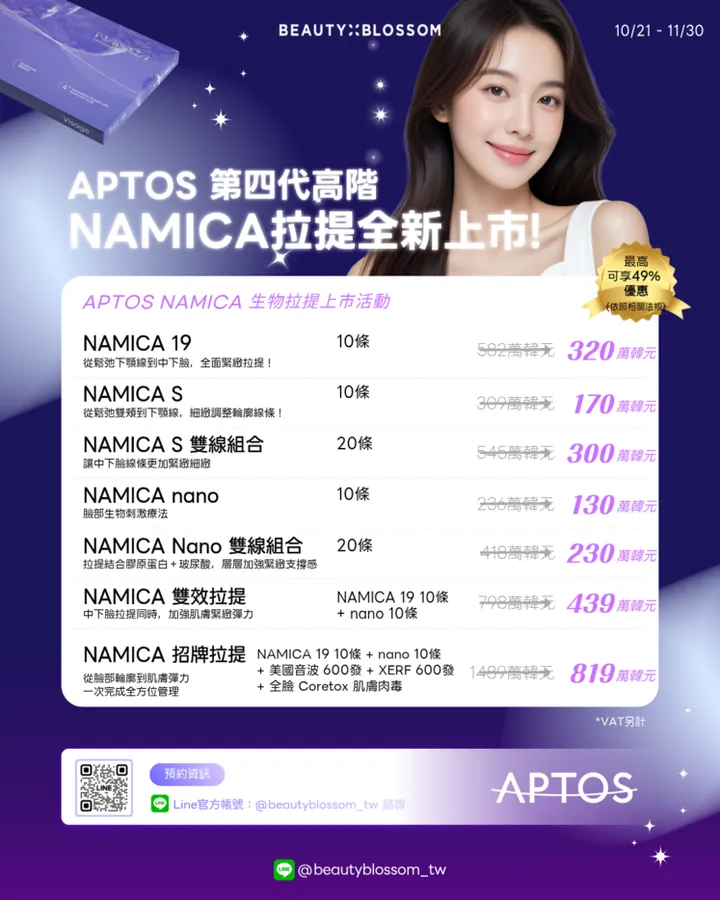 BEAUTY BLOSSOM
10/21 - 11/30
Visage
APTOS 第四代高階
NAMICA拉提全新上市!
最高
可享49%
優惠
(依照相關法規)
APTOS NAMICA 生物拉提上市活動
NAMICA 19 10條 582萬韓元 320萬韓元
從鬆弛下顎線到中下臉，全面緊緻拉提！
NAMICA S 10條 309萬韓元 170萬韓元
從鬆弛雙頰到下顎線，細緻調整輪廓線條！
NAMICA S 雙線組合 20條 545萬韓元 300萬韓元
讓中下臉線條更加緊緻細緻
NAMICA nano 10條 236萬韓元 130萬韓元
臉部生物刺激療法
NAMICA Nano 雙線組合 20條 418萬韓元 230萬韓元
拉提結合膠原蛋白 + 玻尿酸，層層加強緊緻支撐感
NAMICA 雙效拉提 NAMICA 19 10條 798萬韓元 439萬韓元
中下臉拉提同時，加強肌膚緊緻彈力 + nano 10條
NAMICA 招牌拉提 NAMICA 19 10條 + nano 10條
從臉部輪廓到肌膚彈力 + 美國音波 600發 + XERF 600發 1489萬韓元 819萬韓元
一次完成全方位管理 + 全臉 Coretox 肌膚肉毒
*VAT另計
LINE
預約資訊
Line官方帳號：@beautyblossom_tw 諮詢
APTOS
@beautyblossom_tw